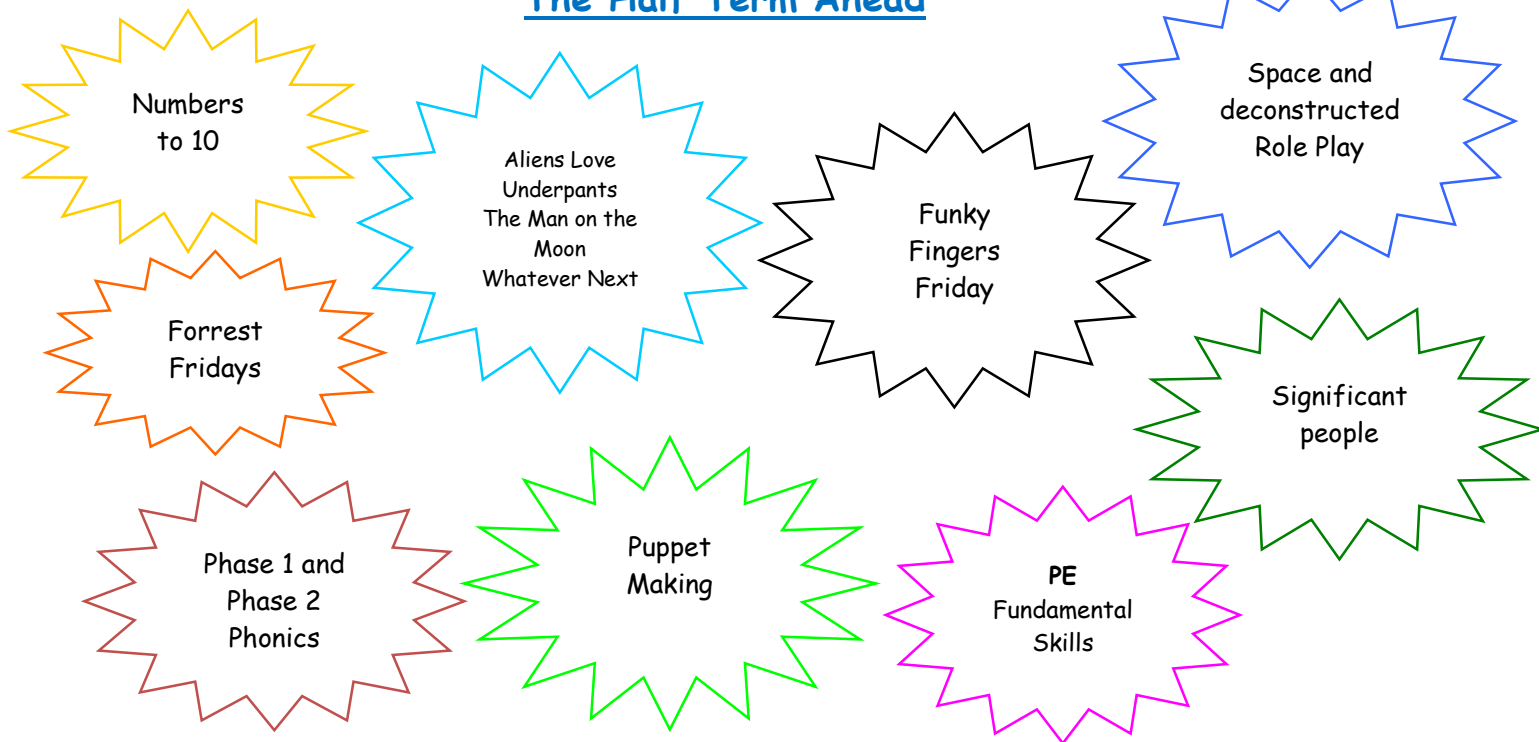 The Half Term Ahead
Numbers
to 10
Aliens Love
Underpants
The Man on the
Moon
Whatever Next
Funky
Fingers
Friday
Space and
deconstructed
Role Play
Forrest
Fridays
Significant
people
Phase 1 and
Phase 2
Phonics
Puppet
Making
PE
Fundamental
Skills